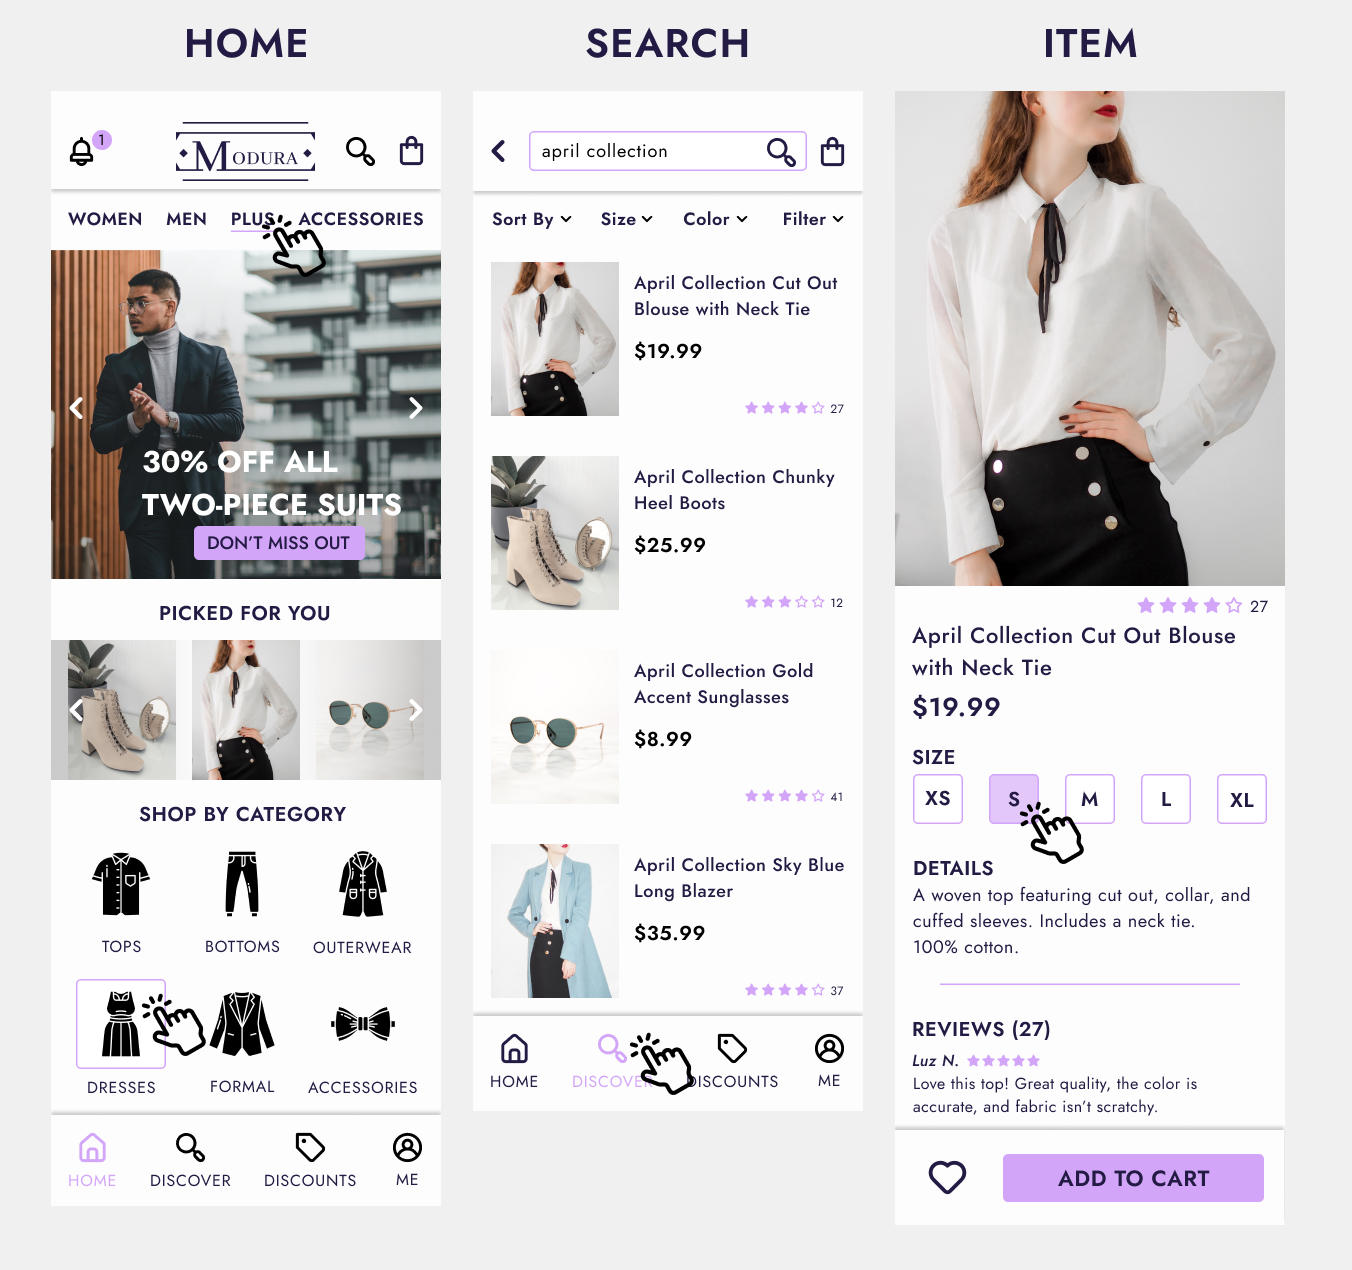 HOME
1
MODURA
WOMEN MEN PLUS ACCESSORIES
30% OFF ALL
TWO-PIECE SUITS
DON'T MISS OUT
PICKED FOR YOU
SHOP BY CATEGORY
TOPS BOTTOMS OUTERWEAR
DRESSES FORMAL ACCESSORIES
HOME DISCOVER DISCOUNTS ME
SEARCH
april collection
Sort By Size Color Filter
April Collection Cut Out
Blouse with Neck Tie
$19.99
27
April Collection Chunky
Heel Boots
$25.99
12
April Collection Gold
Accent Sunglasses
$8.99
41
April Collection Sky Blue
Long Blazer
$35.99
37
HOME DISCOVER DISCOUNTS ME
ITEM
27
April Collection Cut Out Blouse
with Neck Tie
$19.99
SIZE
XS S M L XL
DETAILS
A woven top featuring cut out, collar, and
cuffed sleeves. Includes a neck tie.
100% cotton.
REVIEWS (27)
Luz N.
Love this top! Great quality, the color is
accurate, and fabric isn't scratchy.
ADD TO CART